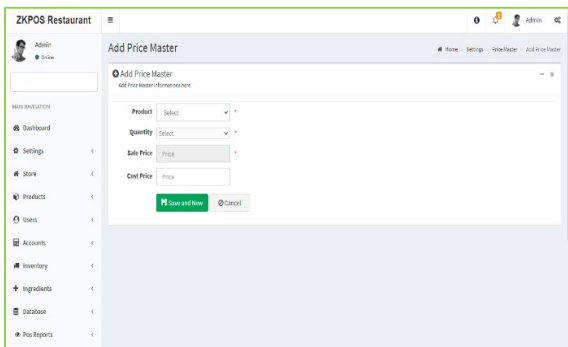 ZKPOS Restaurant
Admin
Admin
Online
Add Price Master
Home > Settings > Price Master > Add Price Master
Add Price Master
Add Price Master Informations here.
MAIN NAVIGATION
Dashboard
Settings
Store
Products
Users
Accounts
Inventory
Ingredients
Database
Pos Reports
Product Select *
Quantity Select *
Sale Price Price *
Cost Price Price
Save and New
Cancel